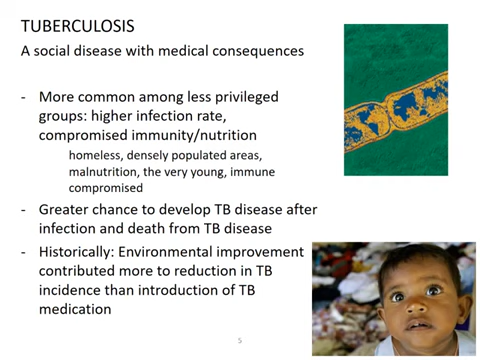 TUBERCULOSIS
A social disease with medical consequences
- More common among less privileged
groups: higher infection rate,
compromised immunity/nutrition
homeless, densely populated areas,
malnutrition, the very young, immune
compromised
- Greater chance to develop TB disease after
infection and death from TB disease
- Historically: Environmental improvement
contributed more to reduction in TB
incidence than introduction of TB
medication
5